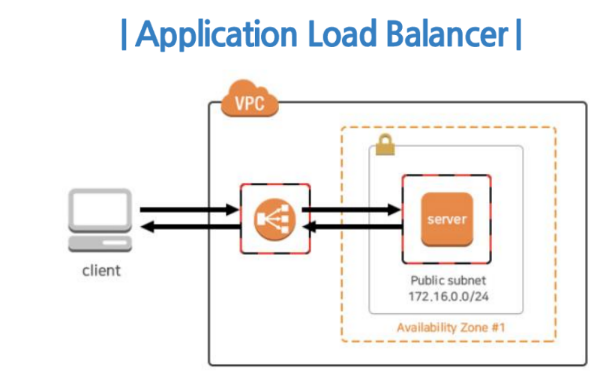 | Application Load Balancer |
VPC
server
client
Public subnet
172.16.0.0/24
Availability Zone #1